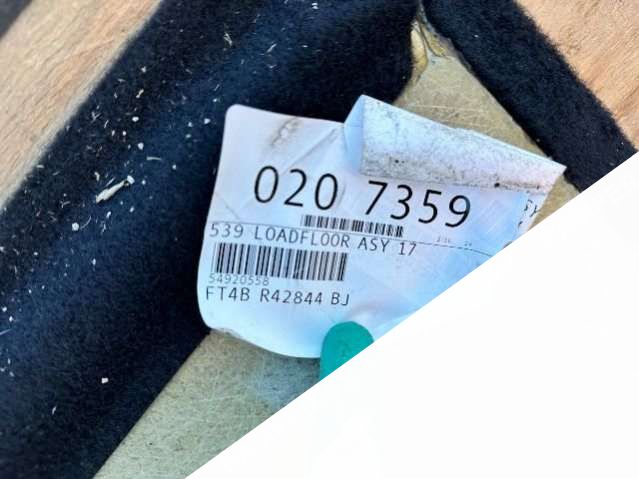 020 7359
539 LOADFLOOR ASY 17
54920558
FT4B R42844 BJ